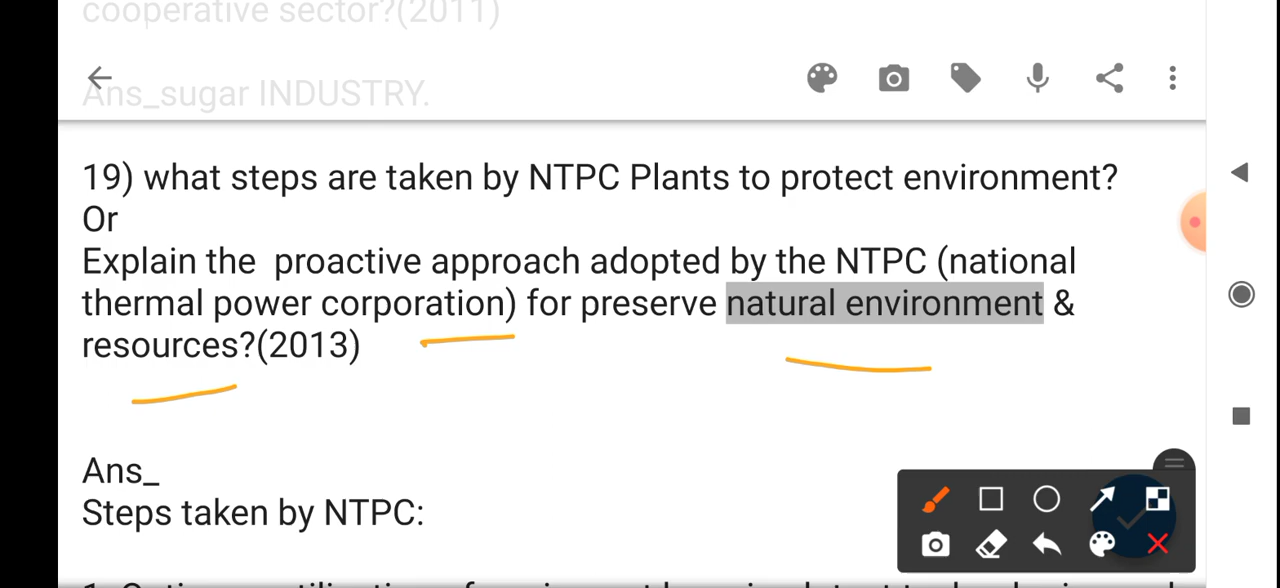 cooperative sector?(2011)
Ans_sugar INDUSTRY.
19) what steps are taken by NTPC Plants to protect environment?
Or
Explain the  proactive approach adopted by the NTPC (national
thermal power corporation) for preserve natural environment &
resources?(2013)
Ans_
Steps taken by NTPC: